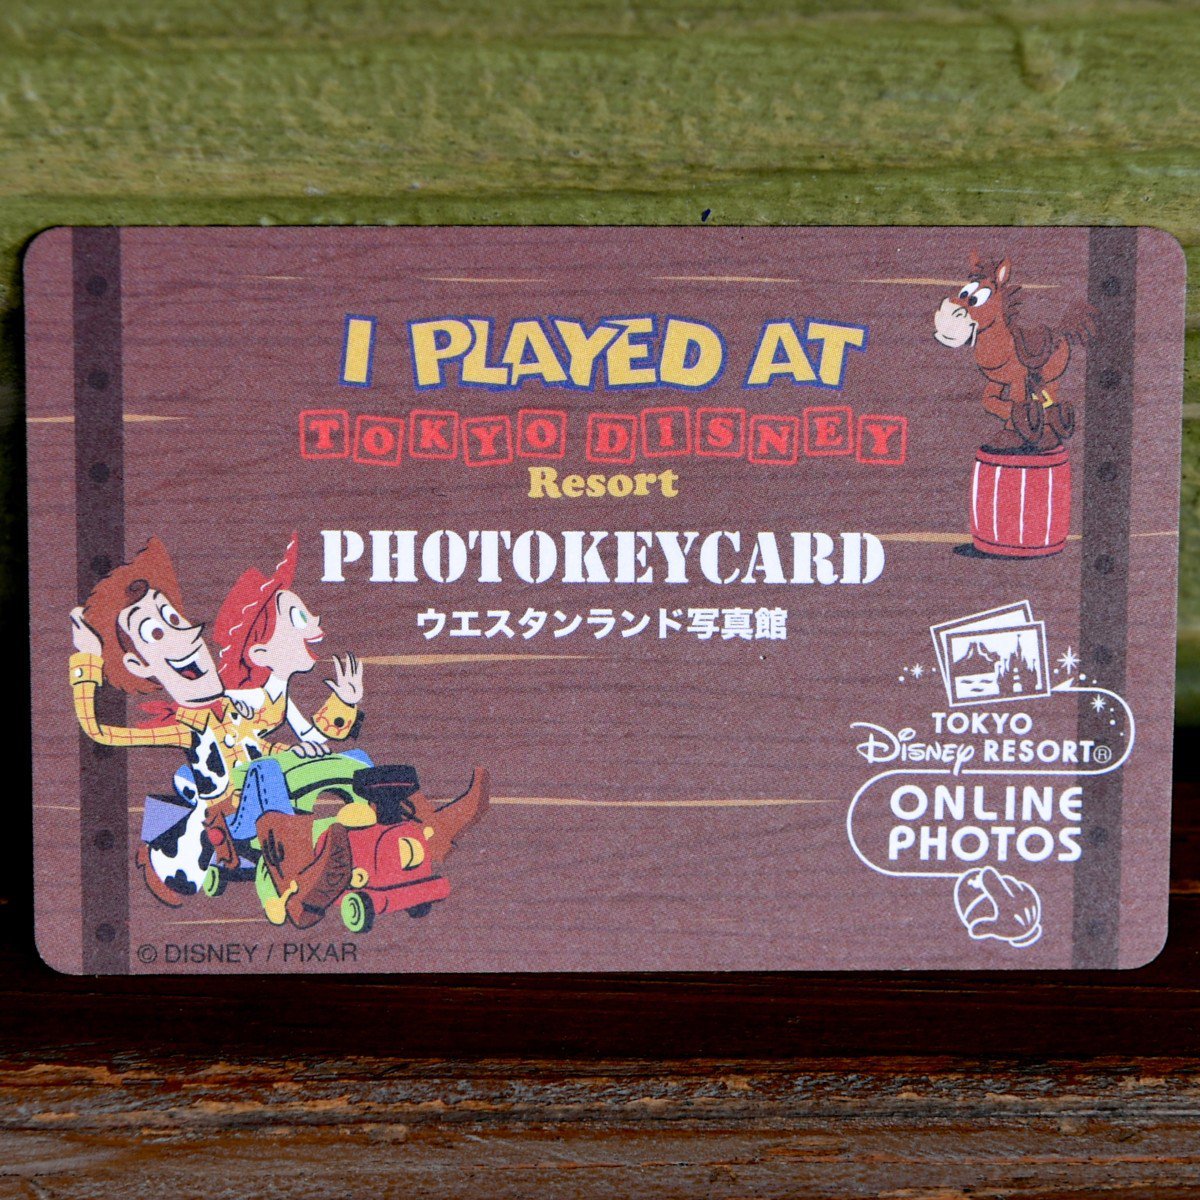 I PLAYED AT
TOKYO DISNEY
Resort
PHOTOKEYCARD
ウエスタンランド写真館
TOKYO
Disney RESORT®
ONLINE
PHOTOS
© DISNEY / PIXAR